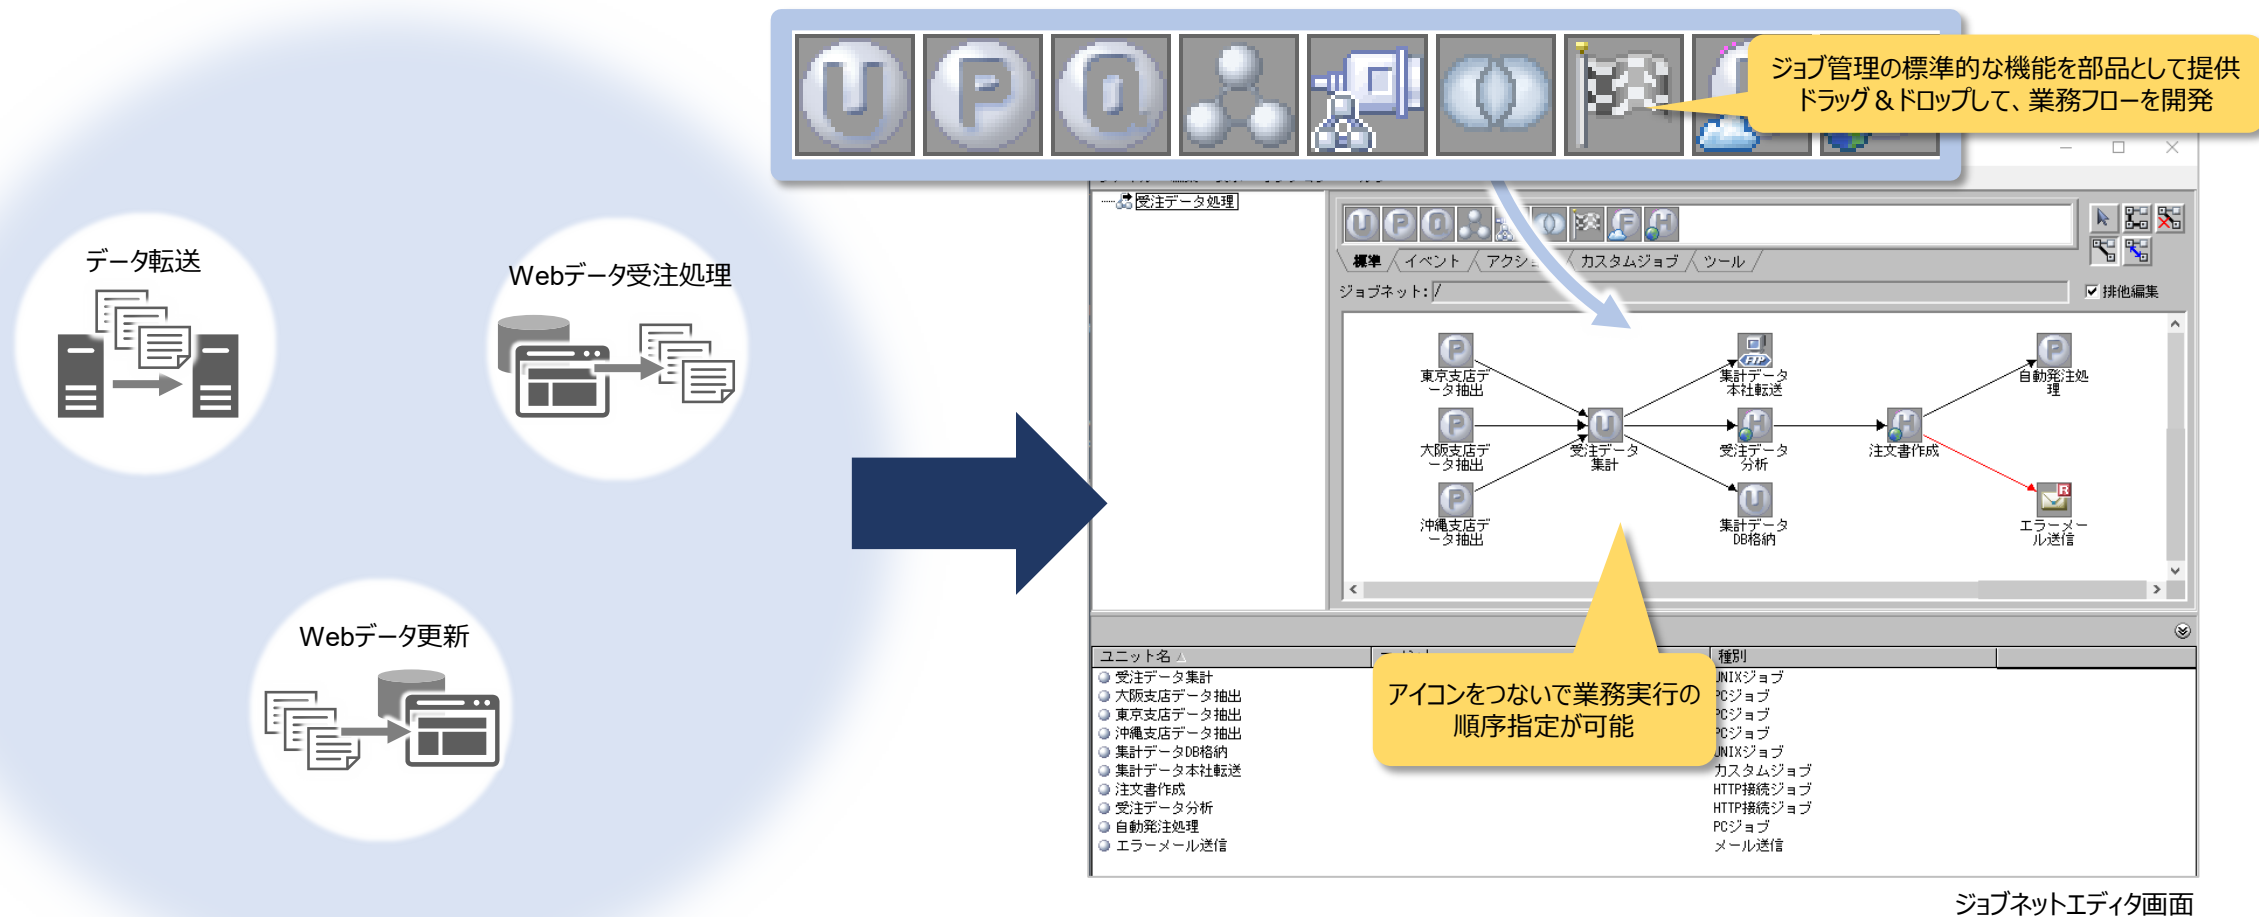 ジョブ管理の標準的な機能を部品として提供
ドラッグ＆ドロップして、業務フローを開発
データ転送
Webデータ受注処理
Webデータ更新
受注データ処理
標準 イベント カスタムジョブ ツール
ジョブネット: /
排他編集
東京支店デ
ータ抽出
大阪支店デ
ータ抽出
沖縄支店デ
ータ抽出
受注データ
集計
集計データ
本社転送
受注データ
分析
集計データ
DB格納
注文書作成
自動発注処
理
エラーメー
ル送信
アイコンをつないで業務実行の
順序指定が可能
ユニット名 種別
受注データ集計 UNIXジョブ
大阪支店データ抽出 PCジョブ
東京支店データ抽出 PCジョブ
沖縄支店データ抽出 PCジョブ
集計データDB格納 UNIXジョブ
集計データ本社転送 カスタムジョブ
注文書作成 HTTP接続ジョブ
受注データ分析 HTTP接続ジョブ
自動発注処理 PCジョブ
エラーメール送信 メール送信
ジョブネットエディタ画面